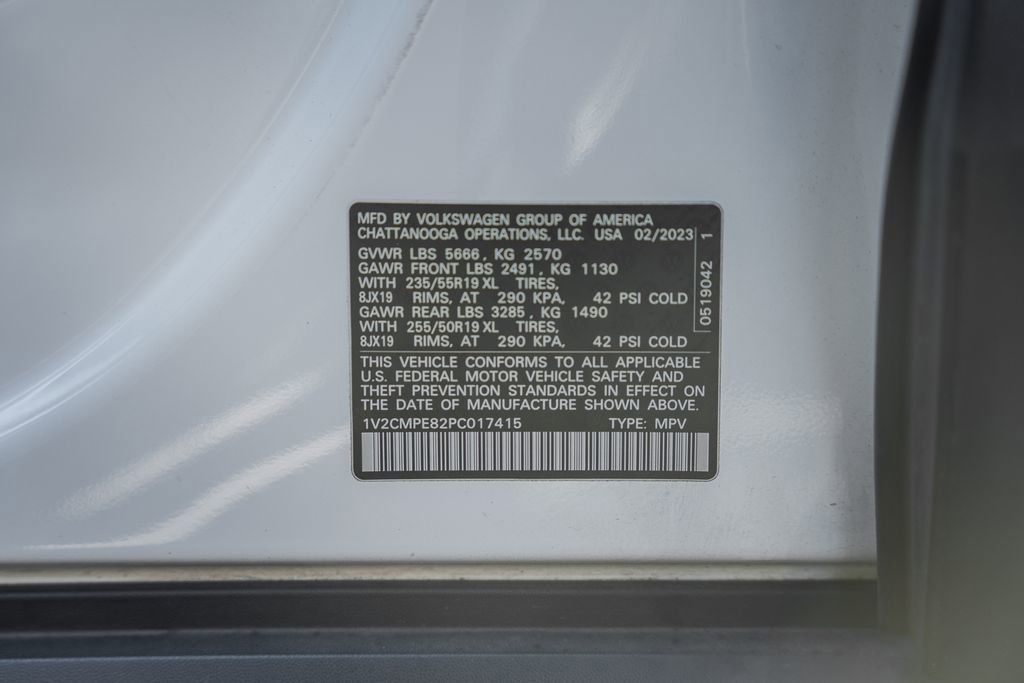 MFD BY VOLKSWAGEN GROUP OF AMERICA
CHATTANOOGA OPERATIONS, LLC. USA 02/2023
GVWR LBS 5666, KG 2570
GAWR FRONT LBS 2491, KG 1130
WITH 235/55R19 XL TIRES,
8JX19 RIMS, AT 290 KPA, 42 PSI COLD
GAWR REAR LBS 3285, KG 1490
WITH 255/50R19 XL TIRES,
8JX19 RIMS, AT 290 KPA, 42 PSI COLD
0519042 1
THIS VEHICLE CONFORMS TO ALL APPLICABLE
U.S. FEDERAL MOTOR VEHICLE SAFETY AND
THEFT PREVENTION STANDARDS IN EFFECT ON
THE DATE OF MANUFACTURE SHOWN ABOVE.
1V2CMPE82PC017415 TYPE: MPV